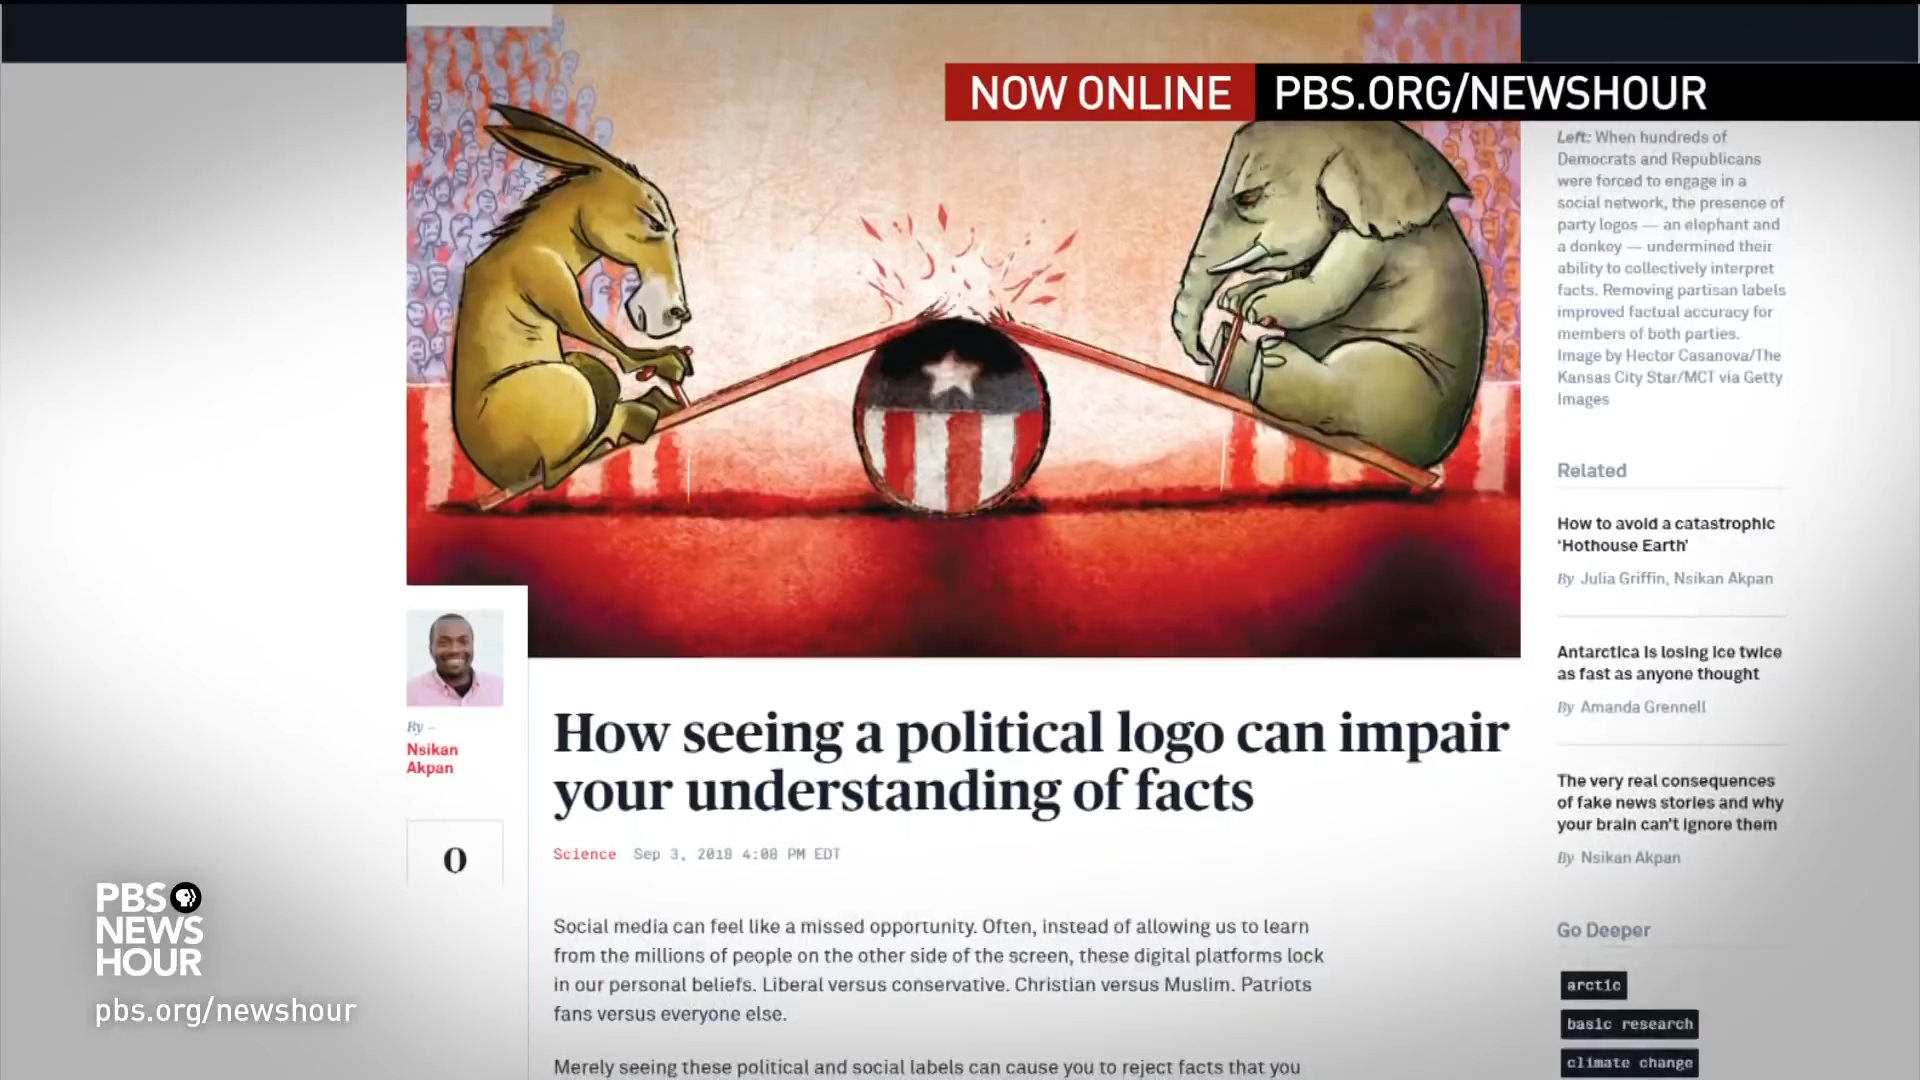 NOW ONLINE PBS.ORG/NEWSHOUR
Left: When hundreds of
Democrats and Republicans
were forced to engage in a
social network, the presence of
party logos — an elephant and
a donkey — undermined their
ability to collectively interpret
facts. Removing partisan labels
improved factual accuracy for
members of both parties.
Image by Hector Casanova/The
Kansas City Star/MCT via Getty
Images
Related
How to avoid a catastrophic
‘Hothouse Earth’
By Julia Griffin, Nsikan Akpan
Antarctica is losing ice twice
as fast as anyone thought
By Amanda Grennell
The very real consequences
of fake news stories and why
your brain can’t ignore them
By Nsikan Akpan
Go Deeper
arctic
basic research
climate change
By –
Nsikan
Akpan
0
How seeing a political logo can impair
your understanding of facts
Science Sep 3, 2018 4:08 PM EDT
Social media can feel like a missed opportunity. Often, instead of allowing us to learn
from the millions of people on the other side of the screen, these digital platforms lock
in our personal beliefs. Liberal versus conservative. Christian versus Muslim. Patriots
fans versus everyone else.
Merely seeing these political and social labels can cause you to reject facts that you
PBS
NEWS
HOUR
pbs.org/newshour